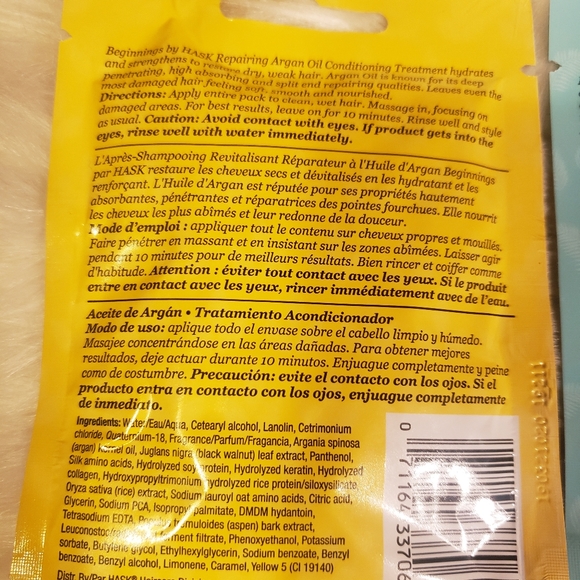 Beginnings by HASK Repairing Argan Oil Conditioning Treatment hydrates
and strengthens to restore dry, weak hair. Argan Oil is known for its deep
penetrating, high absorbing and split end repairing qualities. Leaves even the
most damaged hair feeling soft, smooth and nourished.
Directions: Apply entire pack to clean, wet hair. Massage in, focusing on
damaged areas. For best results, leave on for 10 minutes. Rinse well and style
as usual. Caution: Avoid contact with eyes. If product gets into the
eyes, rinse well with water immediately.
L'Après-Shampooing Revitalisant Réparateur à l'Huile d'Argan Beginnings
par HASK restaure les cheveux secs et dévitalisés en les hydratant et les
renforçant. L'Huile d'Argan est réputée pour ses propriétés hautement
absorbantes, pénétrantes et réparatrices des pointes fourchues. Elle nourrit
les cheveux les plus abîmés et leur redonne de la douceur.
Mode d'emploi : appliquer tout le contenu sur cheveux propres et mouillés.
Faire pénétrer en massant et en insistant sur les zones abîmées. Laisser agir
pendant 10 minutes pour de meilleurs résultats. Bien rincer et coiffer comme
d'habitude. Attention : éviter tout contact avec les yeux. Si le produit
entre en contact avec les yeux, rincer immédiatement avec de l'eau.
Aceite de Argán • Tratamiento Acondicionador
Modo de uso: aplique todo el envase sobre el cabello limpio y húmedo.
Masajee concentrándose en las áreas dañadas. Para obtener mejores
resultados, deje actuar durante 10 minutos. Enjuague completamente y peine
como de costumbre. Precaución: evite el contacto con los ojos. Si el
producto entra en contacto con los ojos, enjuague completamente
de inmediato.
Ingredients: Water/Eau/Aqua, Cetearyl alcohol, Lanolin, Cetrimonium
chloride, Quaternium-18, Fragrance/Parfum/Fragancia, Argania spinosa
(argan) kernel oil, Juglans nigra (black walnut) leaf extract, Panthenol,
Silk amino acids, Hydrolyzed soy protein, Hydrolyzed keratin, Hydrolyzed
collagen, Hydroxypropyltrimonium hydrolyzed rice protein/siloxysilicate,
Oryza sativa (rice) extract, Sodium lauroyl oat amino acids, Citric acid,
Glycerin, Sodium PCA, Isopropyl palmitate, DMDM hydantoin,
Tetrasodium EDTA, tremuloides (aspen) bark extract,
ferment filtrate, Phenoxyethanol, Potassium
sorbate, Butylene glycol, Ethylhexylglycerin, Sodium benzoate, Benzyl
benzoate, Benzyl alcohol, Limonene, Caramel, Yellow 5 (CI 19140)
0 71164 3370